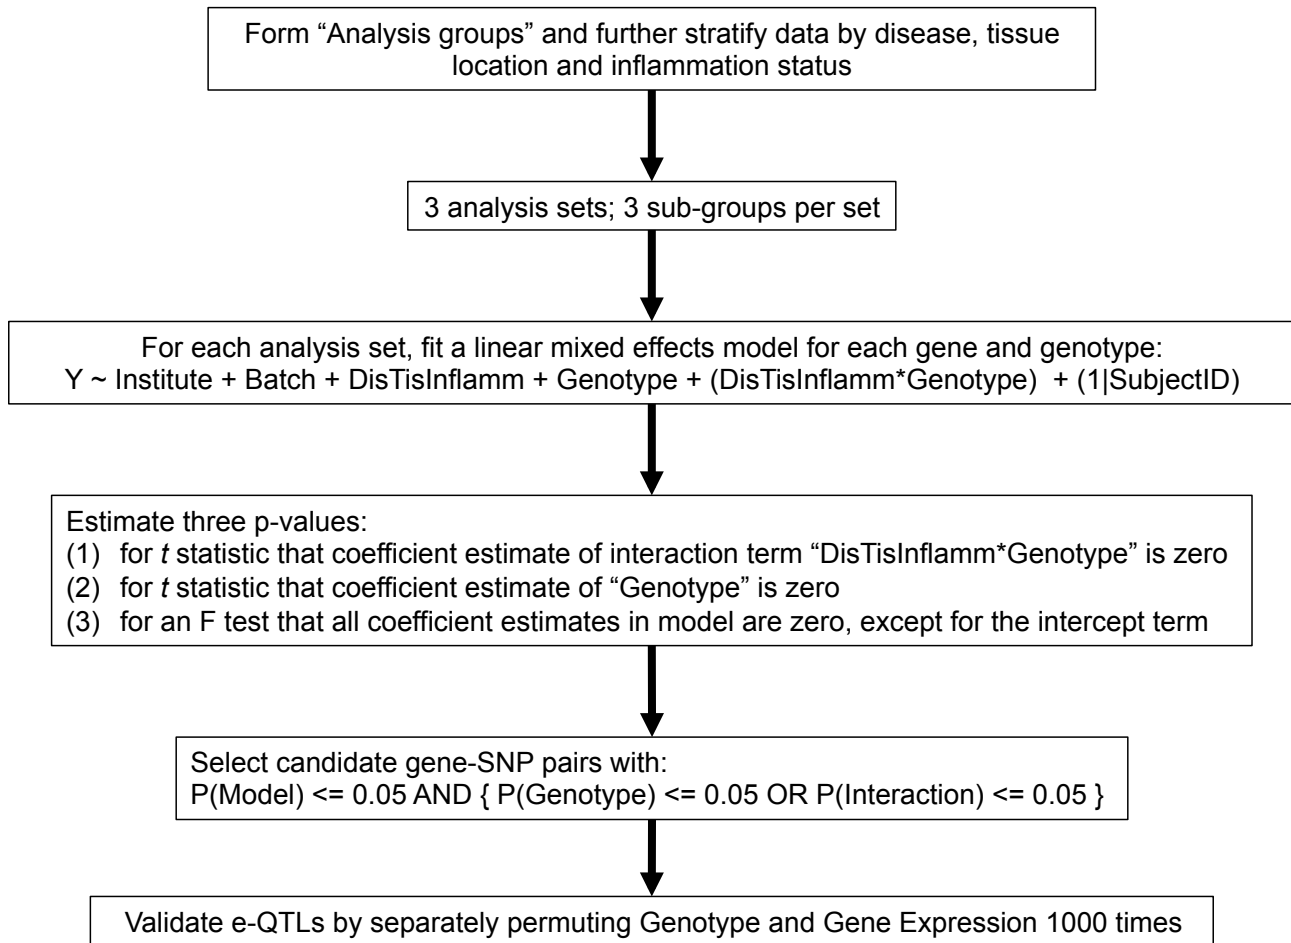 Form “Analysis groups” and further stratify data by disease, tissue
location and inflammation status
3 analysis sets; 3 sub-groups per set
For each analysis set, fit a linear mixed effects model for each gene and genotype:
Y ~ Institute + Batch + DisTisInflamm + Genotype + (DisTisInflamm*Genotype) + (1|SubjectID)
Estimate three p-values:
(1) for t statistic that coefficient estimate of interaction term “DisTisInflamm*Genotype” is zero
(2) for t statistic that coefficient estimate of “Genotype” is zero
(3) for an F test that all coefficient estimates in model are zero, except for the intercept term
Select candidate gene-SNP pairs with:
P(Model) <= 0.05 AND { P(Genotype) <= 0.05 OR P(Interaction) <= 0.05 }
Validate e-QTLs by separately permuting Genotype and Gene Expression 1000 times